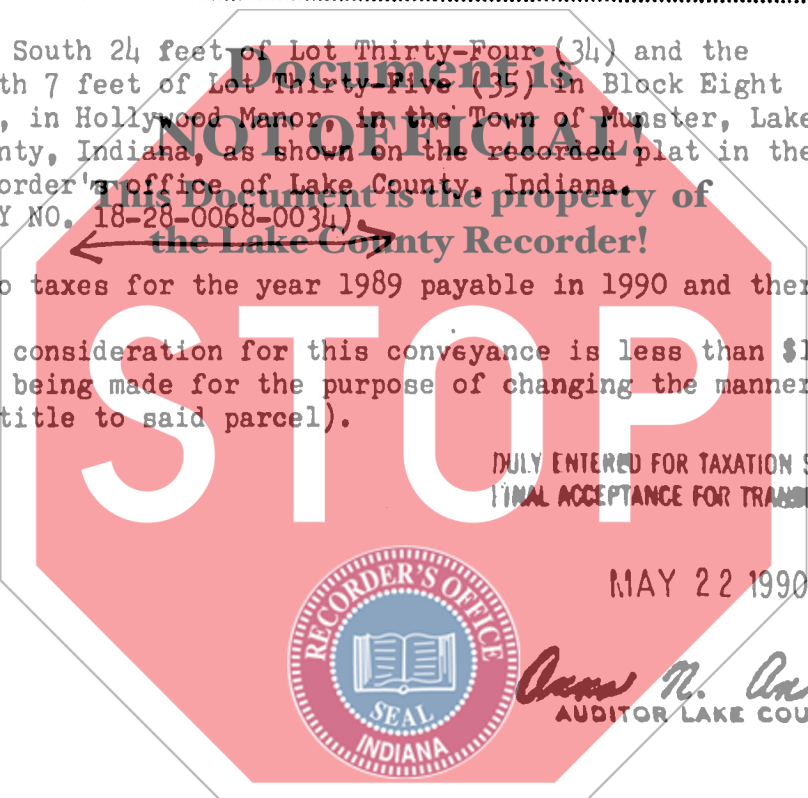 South 24 feet of Lot Thirty-Four (34) and the
th 7 feet of Lot Thirty-Five (35) in Block Eight
, in Hollywood Manor, in the Town of Munster, Lake
nty, Indiana, as shown on the recorded plat in the
order's office of Lake County, Indiana.
Y NO. 18-28-0068-0034).
o taxes for the year 1989 payable in 1990 and ther
consideration for this conveyance is less than $1
being made for the purpose of changing the manner
title to said parcel).
Document is
NOT OFFICIAL!
This Document is the property of
the Lake County Recorder!
STOP
DULY ENTERED FOR TAXATION S
FINAL ACCEPTANCE FOR TRANS
MAY 22 1990
Anna N. An
AUDITOR LAKE COU
RECORDER'S OFFICE
SEAL
INDIANA